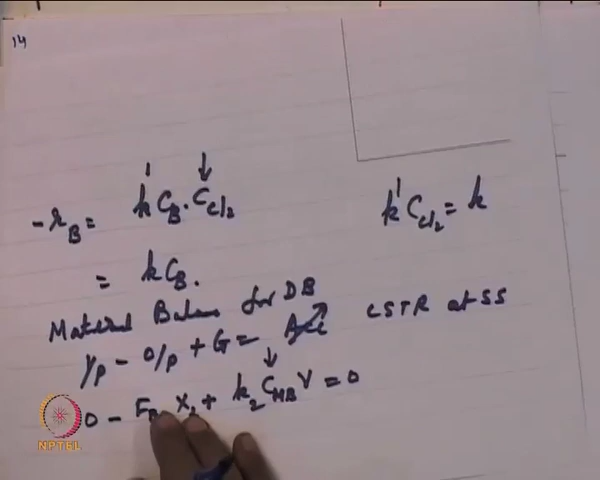 14
-r_B = k' C_B . C_Cl2
k' C_Cl2 = k
= k C_B .
Material Balance for DB
CSTR at SS
I/P - O/P + G = Acc
0 - F_B X_2 + k_2 C_MB V = 0
NPTEL